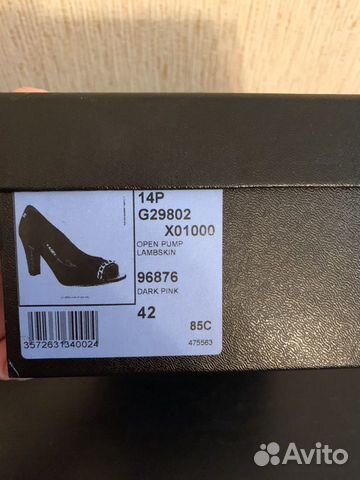 14P
G29802
X01000
OPEN PUMP
LAMBSKIN
96876
DARK PINK
42
85C
3572631340024
475563
Avito